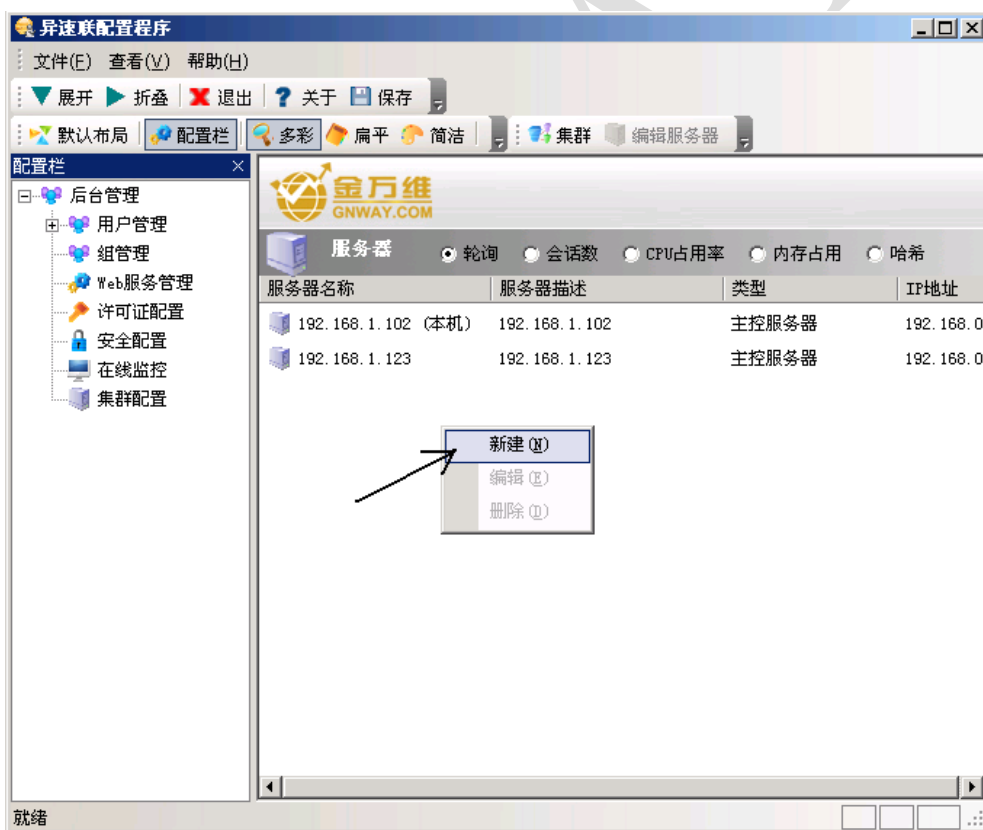 异速联配置程序
文件(F) 查看(V) 帮助(H)
展开 折叠 退出 ? 关于 保存
默认布局 配置栏 多彩 扁平 简洁 集群 编辑服务器
配置栏
后台管理
用户管理
组管理
Web服务管理
许可证配置
安全配置
在线监控
集群配置
金万维
GNWAY.COM
服务器 轮询 会话数 CPU占用率 内存占用 哈希
服务器名称 服务器描述 类型 IP地址
192.168.1.102 (本机) 192.168.1.102 主控服务器 192.168.0
192.168.1.123 192.168.1.123 主控服务器 192.168.0
新建(N)
编辑(E)
删除(D)
就绪